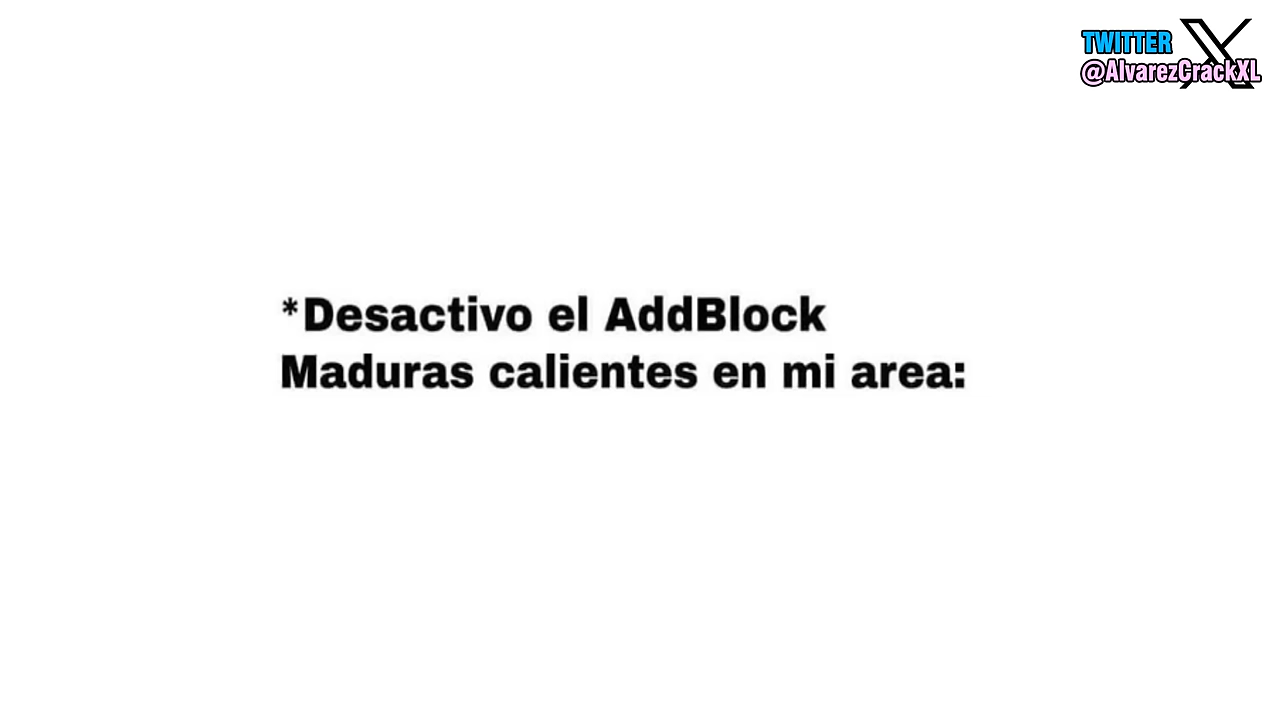 TWITTER
@AlvarezCrackXL
*Desactivo el AddBlock
Maduras calientes en mi area: